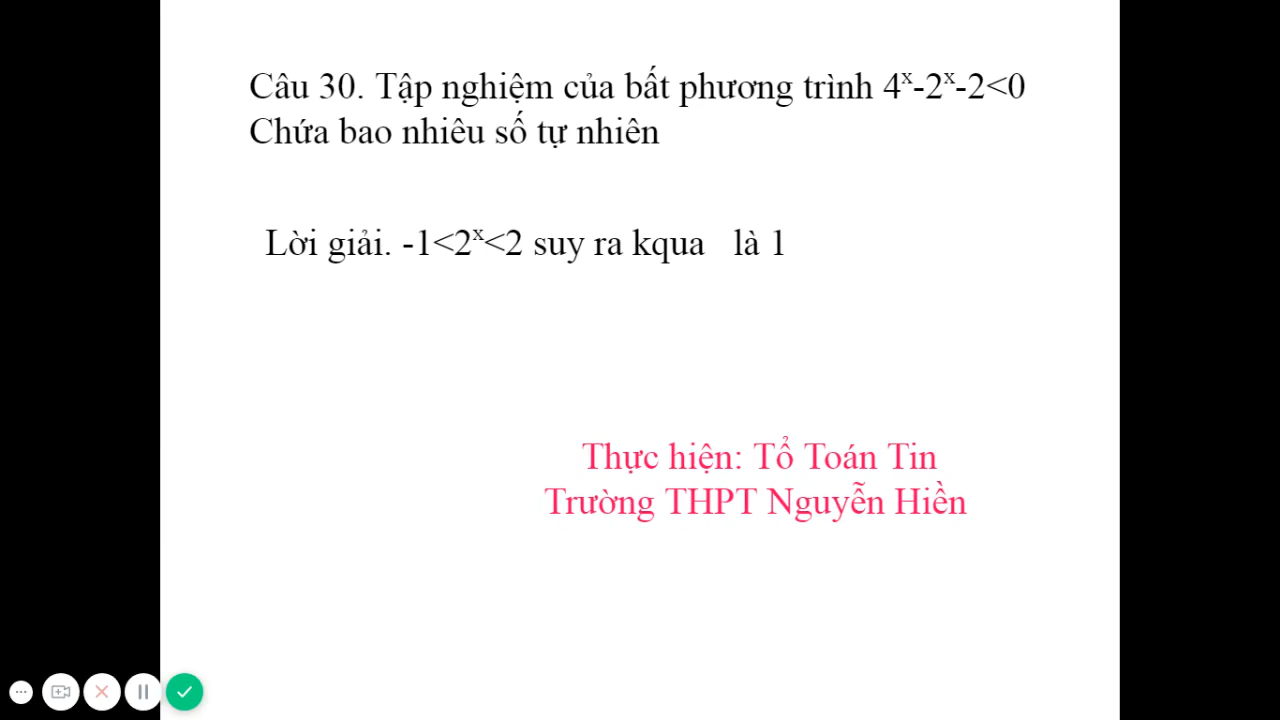 Câu 30. Tập nghiệm của bất phương trình 4ˣ-2ˣ-2<0
Chứa bao nhiêu số tự nhiên
Lời giải. -1<2ˣ<2 suy ra kqua là 1
Thực hiện: Tổ Toán Tin
Trường THPT Nguyễn Hiền